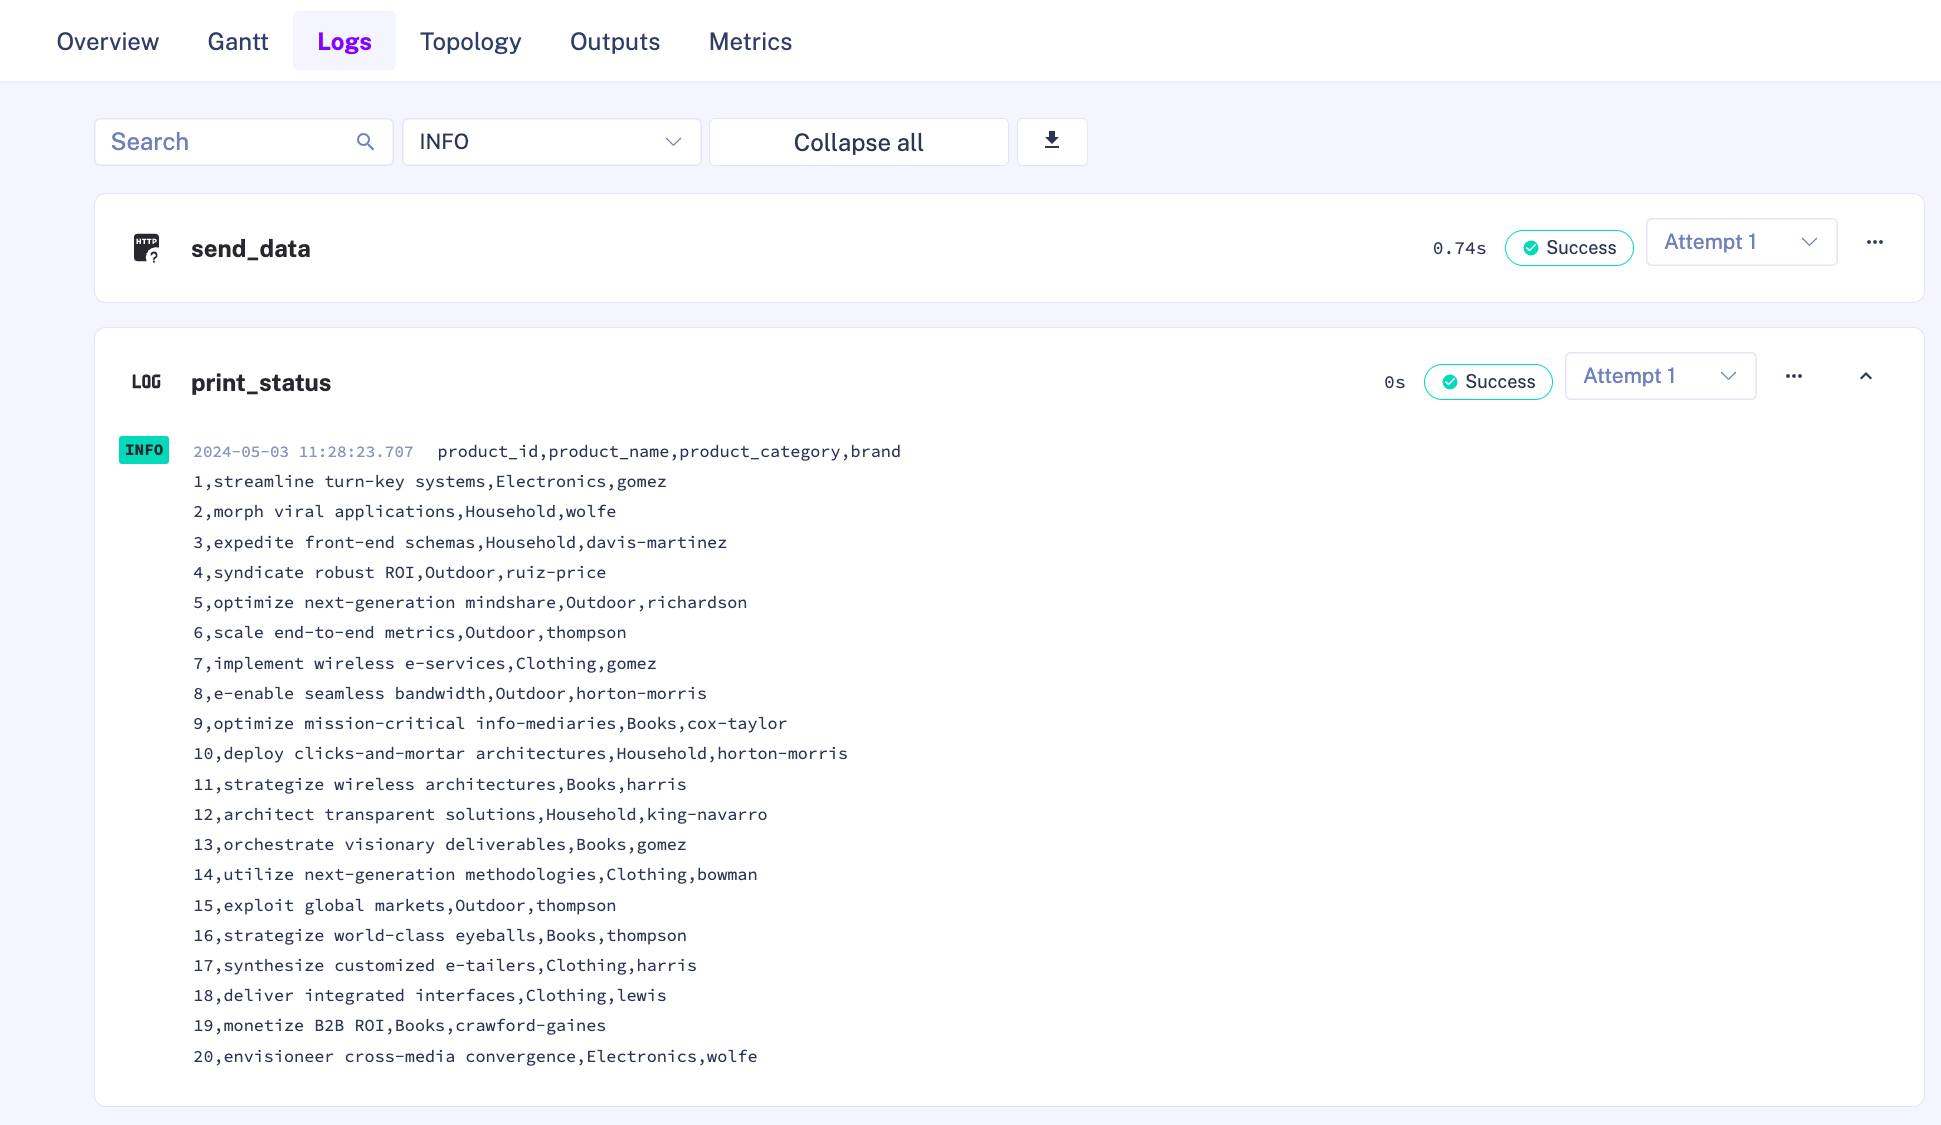 Overview Gantt Logs Topology Outputs Metrics
Search INFO Collapse all
HTTP ? send_data 0.74s Success Attempt 1
LOG print_status 0s Success Attempt 1
INFO 2024-05-03 11:28:23.707 product_id,product_name,product_category,brand
1,streamline turn-key systems,Electronics,gomez
2,morph viral applications,Household,wolfe
3,expedite front-end schemas,Household,davis-martinez
4,syndicate robust ROI,Outdoor,ruiz-price
5,optimize next-generation mindshare,Outdoor,richardson
6,scale end-to-end metrics,Outdoor,thompson
7,implement wireless e-services,Clothing,gomez
8,e-enable seamless bandwidth,Outdoor,horton-morris
9,optimize mission-critical info-mediaries,Books,cox-taylor
10,deploy clicks-and-mortar architectures,Household,horton-morris
11,strategize wireless architectures,Books,harris
12,architect transparent solutions,Household,king-navarro
13,orchestrate visionary deliverables,Books,gomez
14,utilize next-generation methodologies,Clothing,bowman
15,exploit global markets,Outdoor,thompson
16,strategize world-class eyeballs,Books,thompson
17,synthesize customized e-tailers,Clothing,harris
18,deliver integrated interfaces,Clothing,lewis
19,monetize B2B ROI,Books,crawford-gaines
20,envisioneer cross-media convergence,Electronics,wolfe